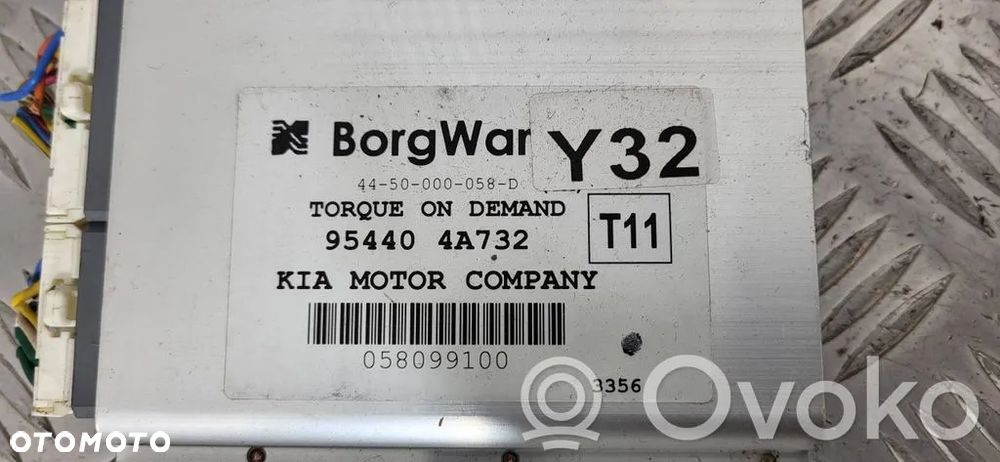 BorgWar
Y32
44-50-000-058-D
TORQUE ON DEMAND
95440 4A732
T11
KIA MOTOR COMPANY
058099100
3356
Ovoko
OTOMOTO